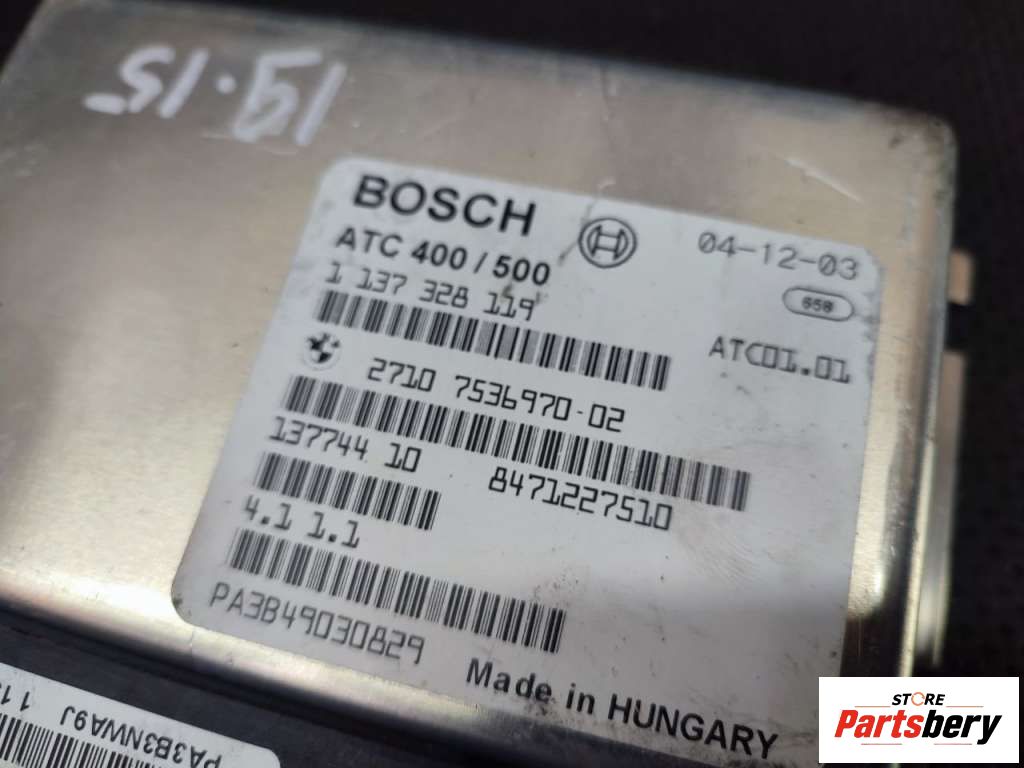 19.15
BOSCH
04-12-03
ATC 400 / 500
658
1 137 328 119
ATC01.01
2710 7536970-02
137744 10
8471227510
4.1 1.1
PA3B49030829
Made in HUNGARY
PA3B3NWA9J
STORE
Partsbery